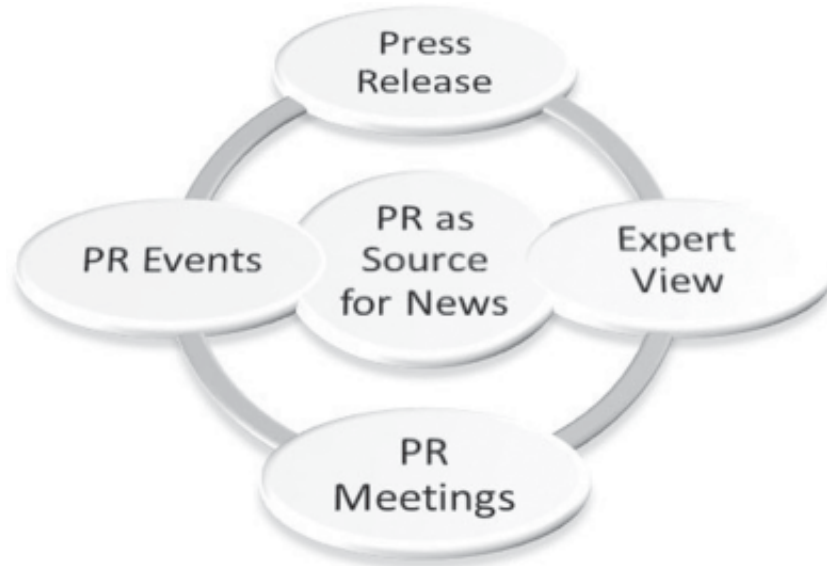 Press
Release
PR Events
PR as
Source
for News
Expert
View
PR
Meetings